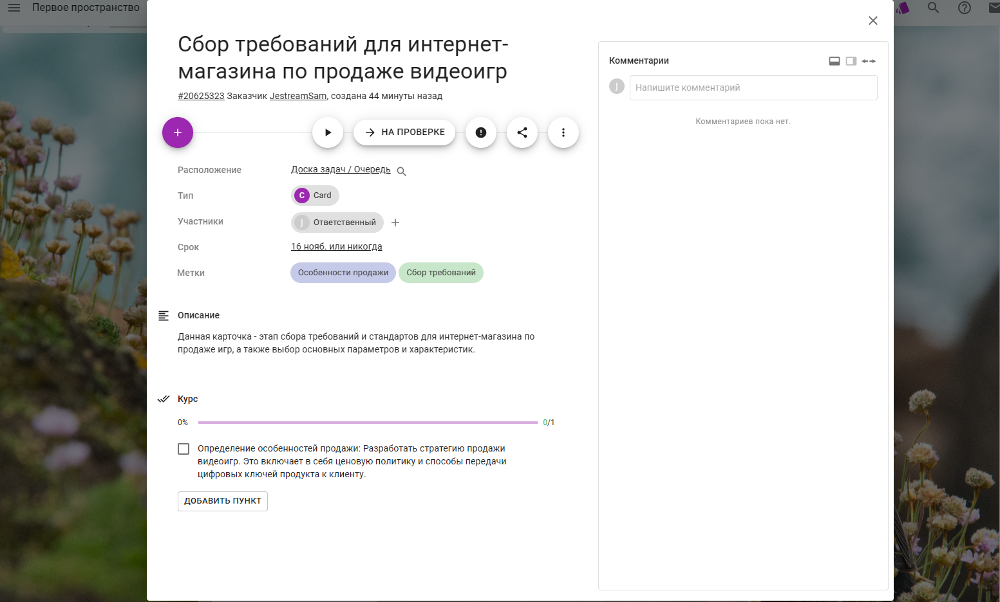 Первое пространство
Сбор требований для интернет-
магазина по продаже видеоигр
#20625323 Заказчик JestreamSam, создана 44 минуты назад
НА ПРОВЕРКЕ
Расположение
Доска задач / Очередь
Тип
C Card
Участники
J Ответственный
Срок
16 нояб. или никогда
Метки
Особенности продажи
Сбор требований
Описание
Данная карточка - этап сбора требований и стандартов для интернет-магазина по
продаже игр, а также выбор основных параметров и характеристик.
Курс
0%
0/1
Определение особенностей продажи: Разработать стратегию продажи
видеоигр. Это включает в себя ценовую политику и способы передачи
цифровых ключей продукта к клиенту.
ДОБАВИТЬ ПУНКТ
Комментарии
J
Напишите комментарий
Комментариев пока нет.